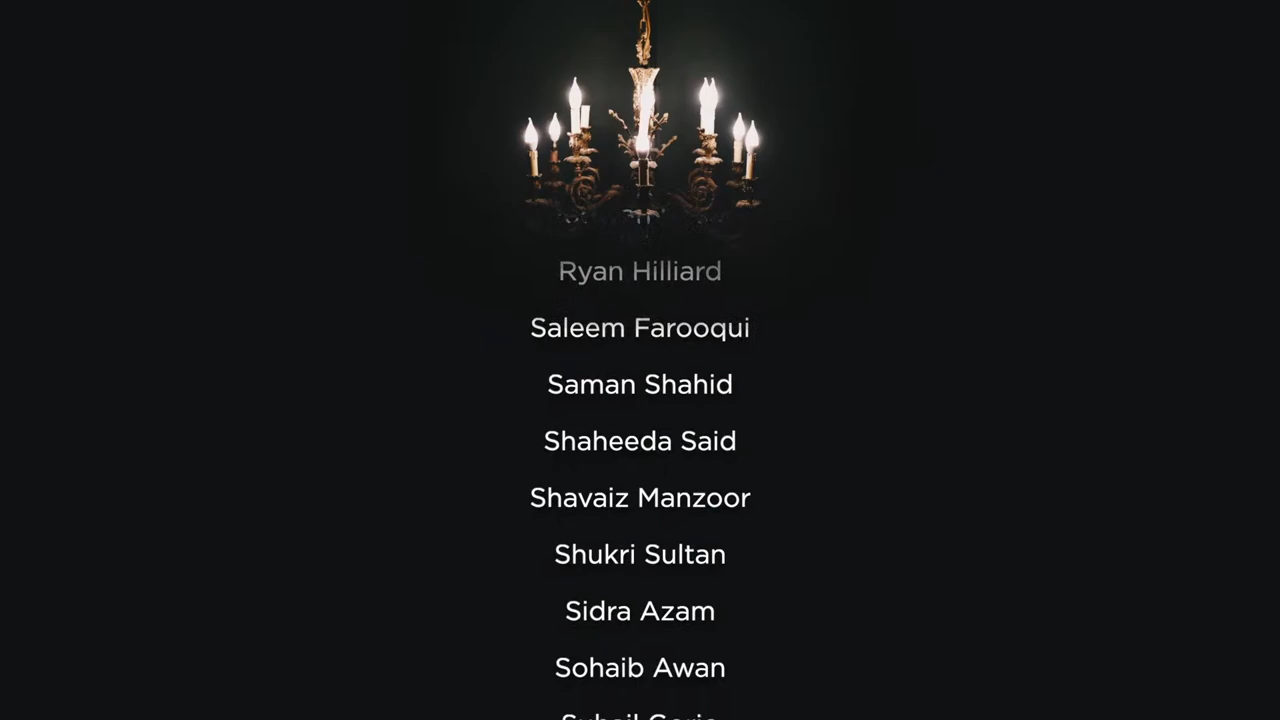 Ryan Hilliard
Saleem Farooqui
Saman Shahid
Shaheeda Said
Shavaiz Manzoor
Shukri Sultan
Sidra Azam
Sohaib Awan